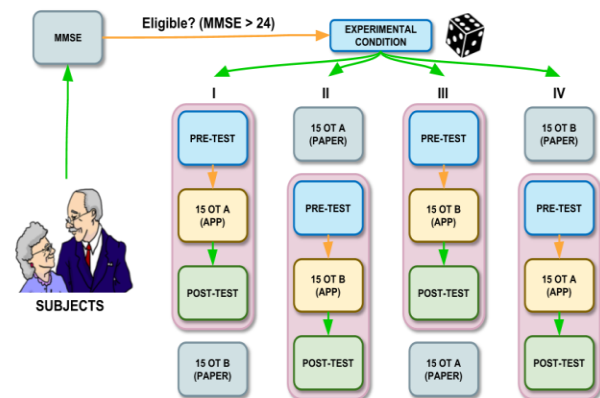 Eligible? (MMSE > 24)
MMSE
EXPERIMENTAL
CONDITION
I
II
III
IV
PRE-TEST
15 OT A
(APP)
POST-TEST
15 OT B
(PAPER)
15 OT A
(PAPER)
PRE-TEST
15 OT B
(APP)
POST-TEST
PRE-TEST
15 OT B
(APP)
POST-TEST
15 OT A
(PAPER)
15 OT B
(PAPER)
PRE-TEST
15 OT A
(APP)
POST-TEST
SUBJECTS